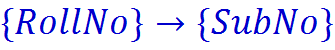 {RollNo} → {SubNo}